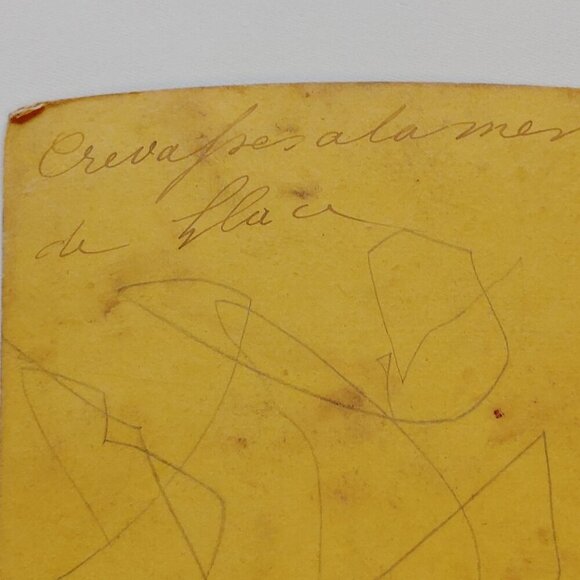 Crevasses a la mer
de Glace